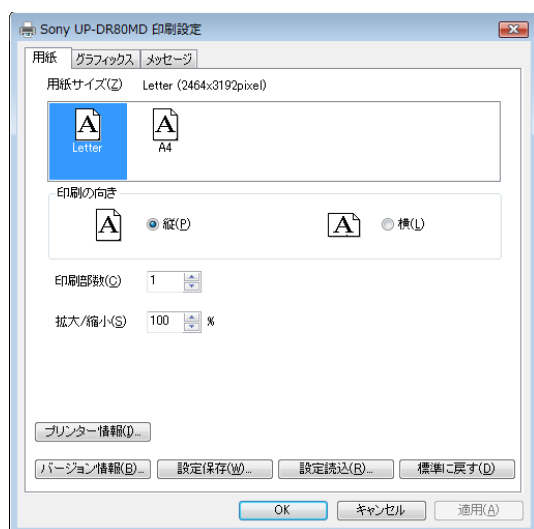 Sony UP-DR80MD 印刷設定
用紙 グラフィックス メッセージ
用紙サイズ(Z) Letter (2464x3192pixel)
A A
Letter A4
印刷の向き
A 縦(P) A 横(L)
印刷部数(C) 1
拡大/縮小(S) 100 %
プリンター情報(I)...
バージョン情報(B)... 設定保存(W)... 設定読込(R)... 標準に戻す(D)
OK キャンセル 適用(A)